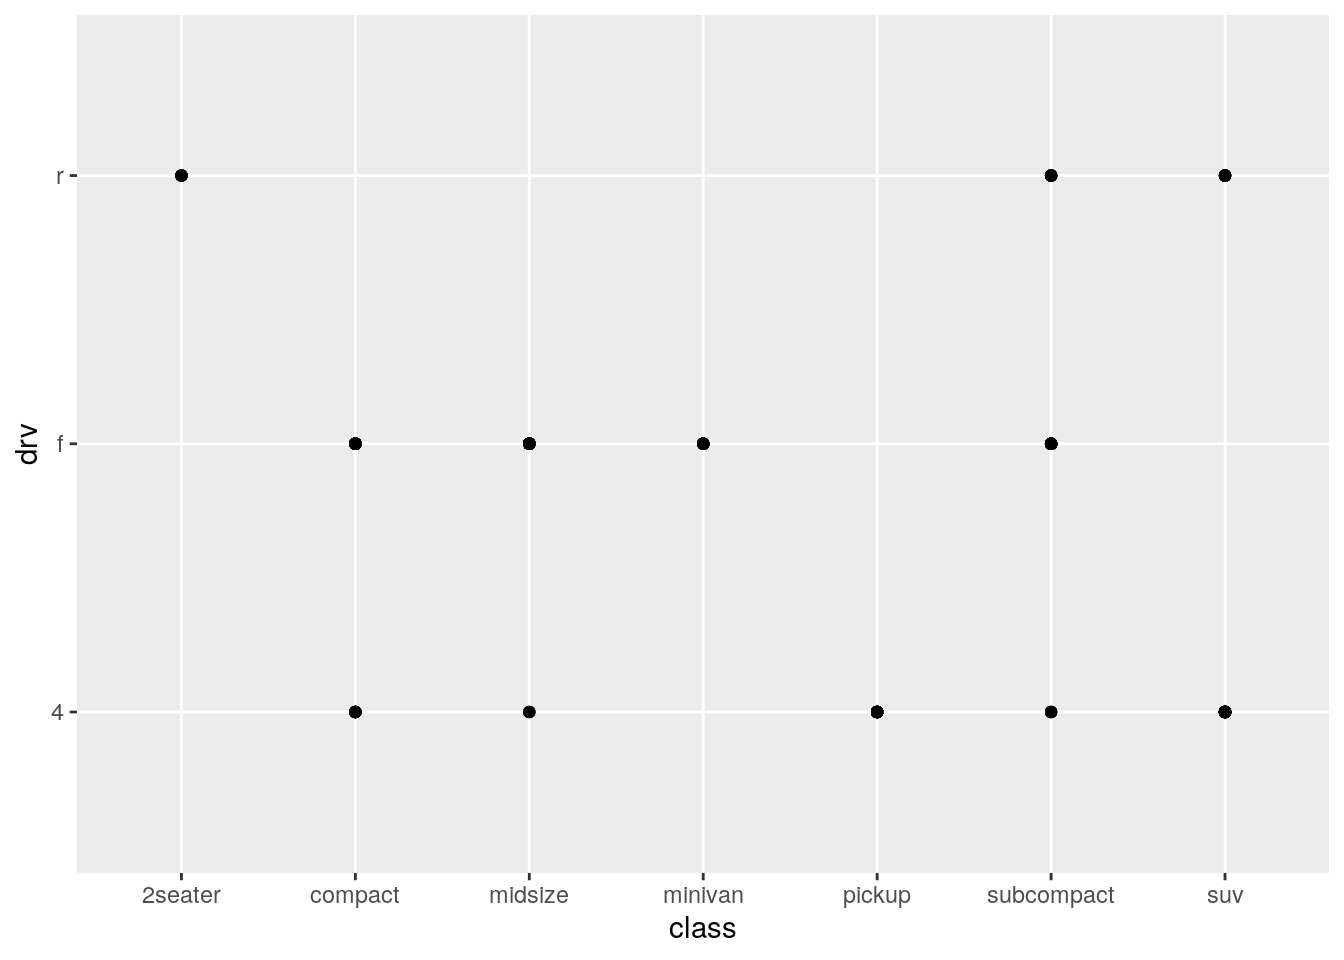 r
f
4
drv
2seater compact midsize minivan pickup subcompact suv
class